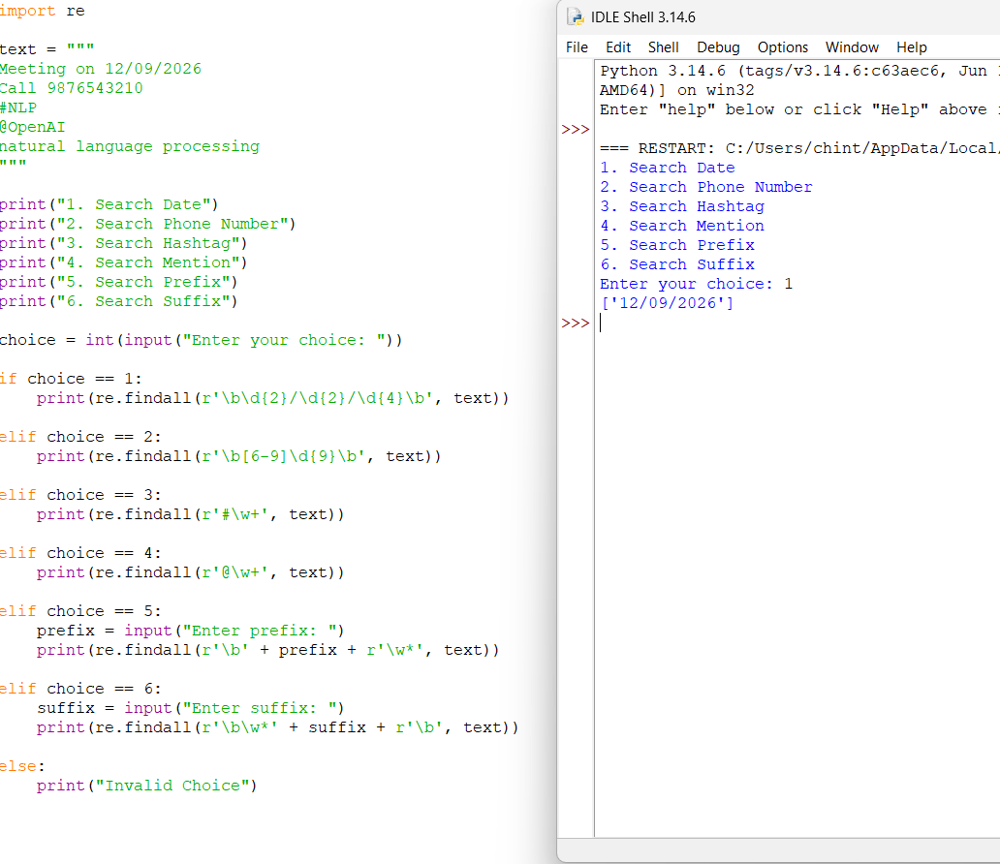 import re
text = """
Meeting on 12/09/2026
Call 9876543210
#NLP
@OpenAI
natural language processing
"""
print("1. Search Date")
print("2. Search Phone Number")
print("3. Search Hashtag")
print("4. Search Mention")
print("5. Search Prefix")
print("6. Search Suffix")
choice = int(input("Enter your choice: "))
if choice == 1:
    print(re.findall(r'\b\d{2}/\d{2}/\d{4}\b', text))
elif choice == 2:
    print(re.findall(r'\b[6-9]\d{9}\b', text))
elif choice == 3:
    print(re.findall(r'#\w+', text))
elif choice == 4:
    print(re.findall(r'@\w+', text))
elif choice == 5:
    prefix = input("Enter prefix: ")
    print(re.findall(r'\b' + prefix + r'\w*', text))
elif choice == 6:
    suffix = input("Enter suffix: ")
    print(re.findall(r'\b\w*' + suffix + r'\b', text))
else:
    print("Invalid Choice")
IDLE Shell 3.14.6
File Edit Shell Debug Options Window Help
Python 3.14.6 (tags/v3.14.6:c63aec6, Jun
AMD64)] on win32
Enter "help" below or click "Help" above
>>>
=== RESTART: C:/Users/chint/AppData/Local/
1. Search Date
2. Search Phone Number
3. Search Hashtag
4. Search Mention
5. Search Prefix
6. Search Suffix
Enter your choice: 1
['12/09/2026']
>>>